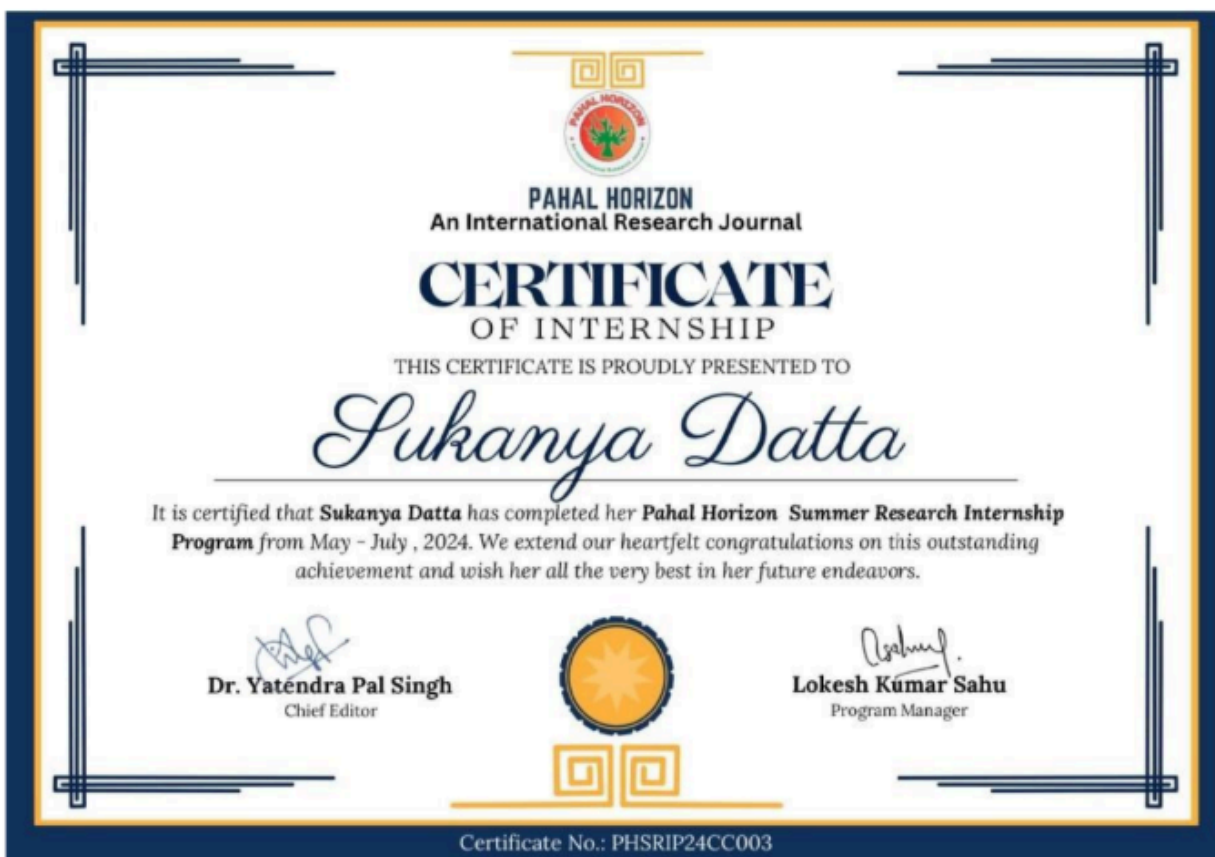 PAHAL HORIZON
PAHAL HORIZON
An International Research Journal
CERTIFICATE
OF INTERNSHIP
THIS CERTIFICATE IS PROUDLY PRESENTED TO
Sukanya Datta
It is certified that Sukanya Datta has completed her Pahal Horizon Summer Research Internship
Program from May - July , 2024. We extend our heartfelt congratulations on this outstanding
achievement and wish her all the very best in her future endeavors.
Dr. Yatendra Pal Singh
Chief Editor
Lokesh Kumar Sahu
Program Manager
Certificate No.: PHSRIP24CC003